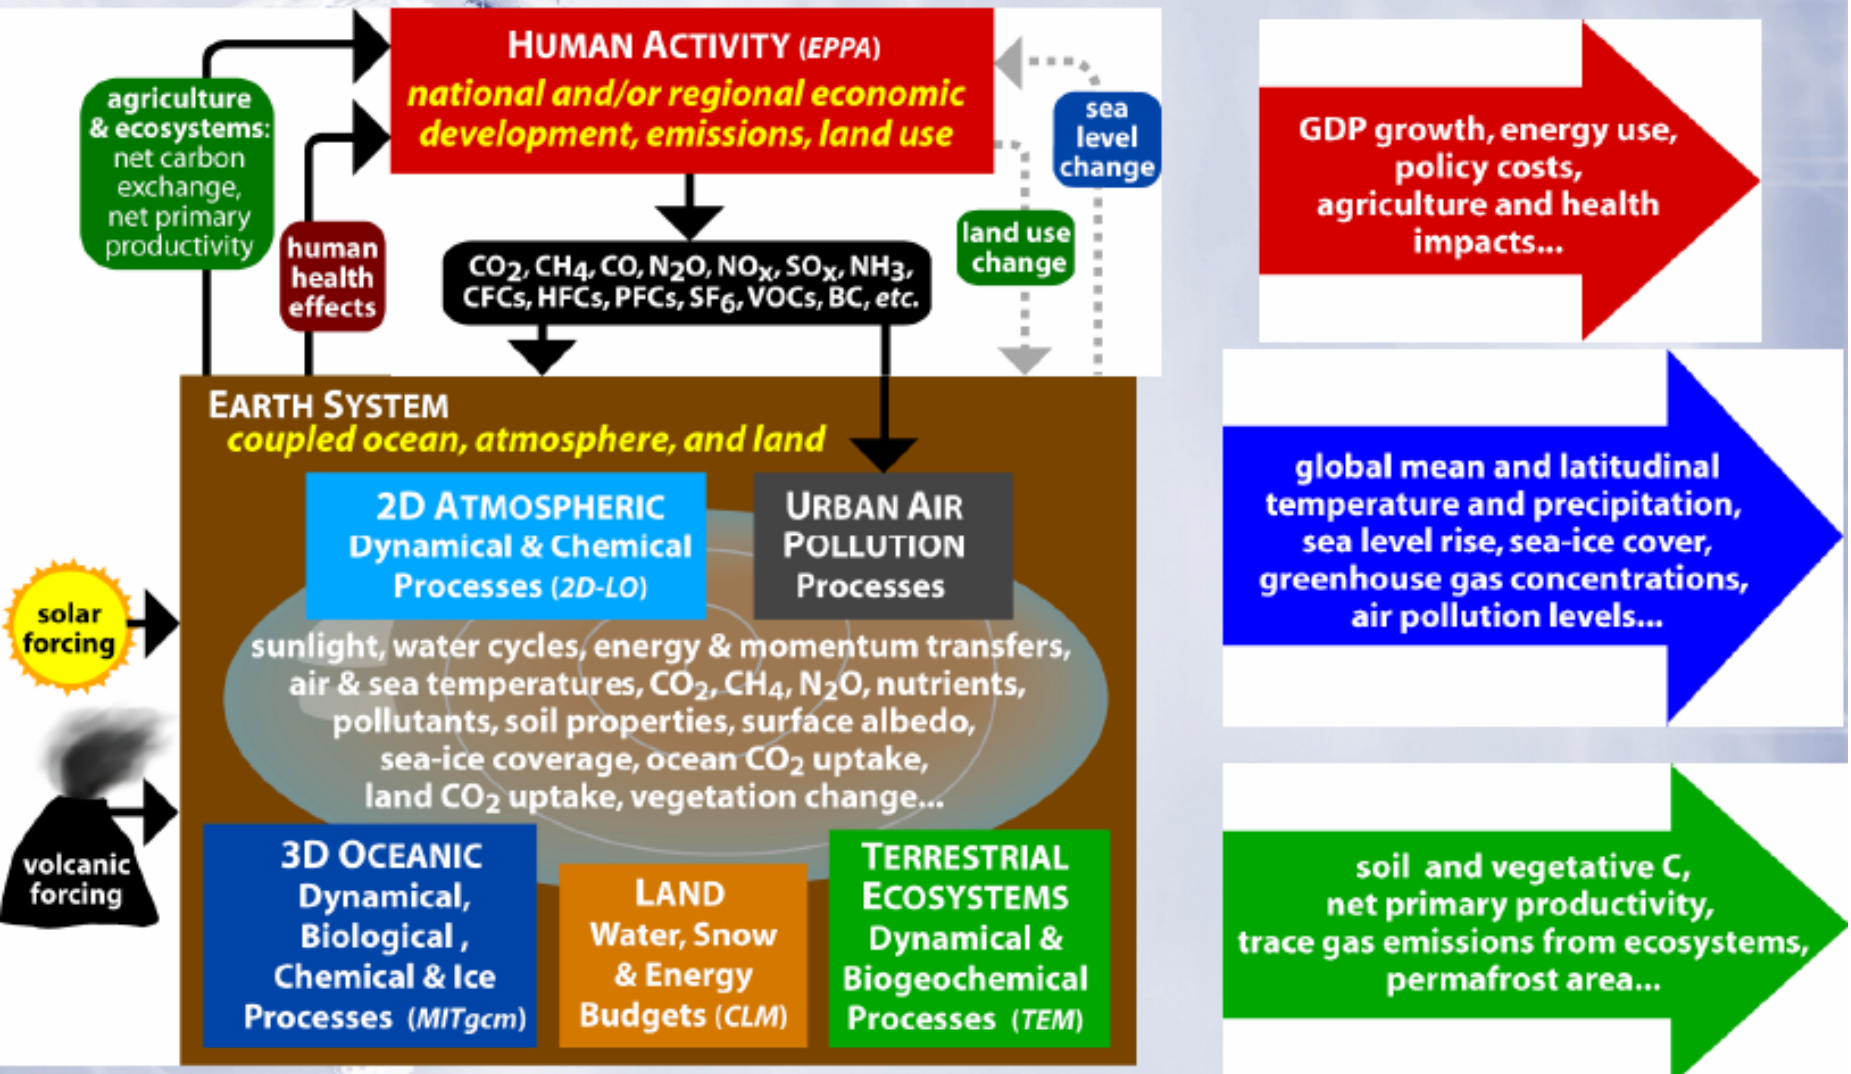 HUMAN ACTIVITY (EPPA)
national and/or regional economic
development, emissions, land use
agriculture
& ecosystems:
net carbon
exchange,
net primary
productivity
human
health
effects
sea
level
change
land use
change
CO2, CH4, CO, N2O, NOx, SOx, NH3,
CFCs, HFCs, PFCs, SF6, VOCs, BC, etc.
EARTH SYSTEM
coupled ocean, atmosphere, and land
2D ATMOSPHERIC
Dynamical & Chemical
Processes (2D-LO)
URBAN AIR
POLLUTION
Processes
solar
forcing
sunlight, water cycles, energy & momentum transfers,
air & sea temperatures, CO2, CH4, N2O, nutrients,
pollutants, soil properties, surface albedo,
sea-ice coverage, ocean CO2 uptake,
land CO2 uptake, vegetation change...
volcanic
forcing
3D OCEANIC
Dynamical,
Biological ,
Chemical & Ice
Processes (MITgcm)
LAND
Water, Snow
& Energy
Budgets (CLM)
TERRESTRIAL
ECOSYSTEMS
Dynamical &
Biogeochemical
Processes (TEM)
GDP growth, energy use,
policy costs,
agriculture and health
impacts...
global mean and latitudinal
temperature and precipitation,
sea level rise, sea-ice cover,
greenhouse gas concentrations,
air pollution levels...
soil and vegetative C,
net primary productivity,
trace gas emissions from ecosystems,
permafrost area...